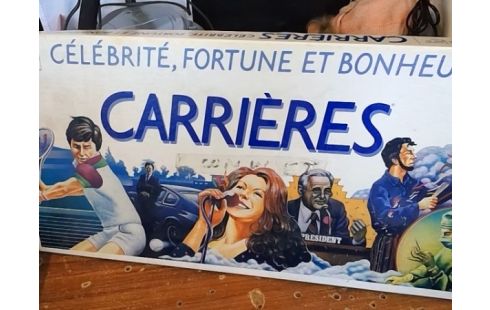 CÉLÉBRITÉ, FORTUNE ET BONHEU
CARRIÈRES
PRESIDENT